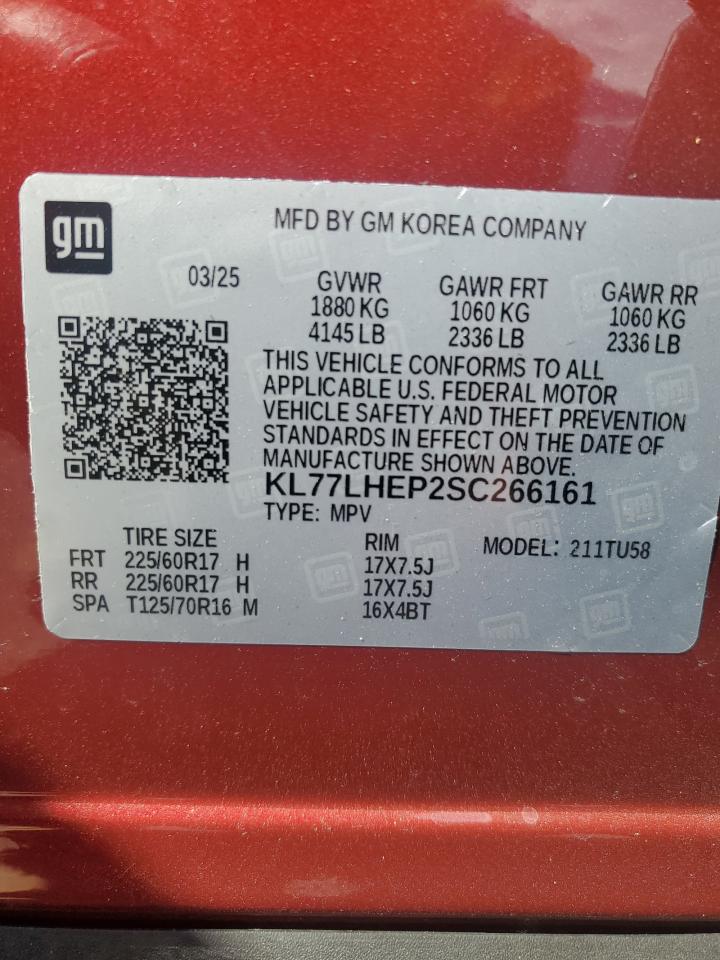 gm
MFD BY GM KOREA COMPANY
03/25
GVWR GAWR FRT GAWR RR
1880 KG 1060 KG 1060 KG
4145 LB 2336 LB 2336 LB
THIS VEHICLE CONFORMS TO ALL
APPLICABLE U.S. FEDERAL MOTOR
VEHICLE SAFETY AND THEFT PREVENTION
STANDARDS IN EFFECT ON THE DATE OF
MANUFACTURE SHOWN ABOVE.
KL77LHEP2SC266161
TYPE: MPV
TIRE SIZE RIM MODEL: 211TU58
FRT 225/60R17 H 17X7.5J
RR 225/60R17 H 17X7.5J
SPA T125/70R16 M 16X4BT